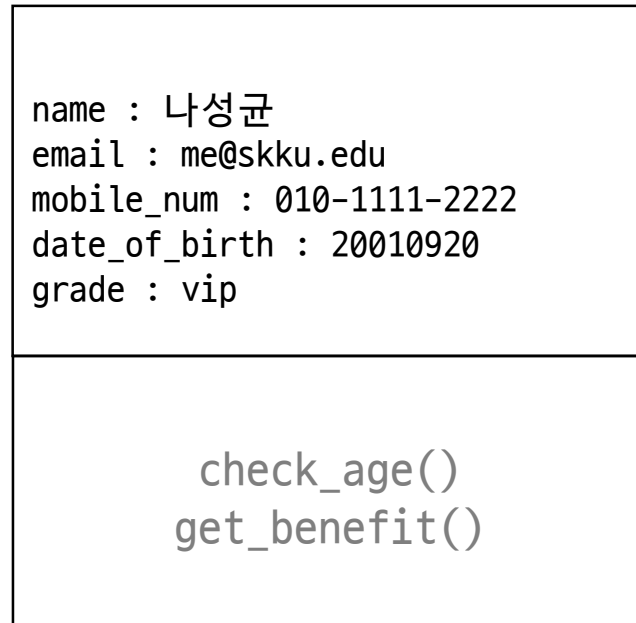 name : 나성균
email : me@skku.edu
mobile_num : 010-1111-2222
date_of_birth : 20010920
grade : vip
check_age()
get_benefit()